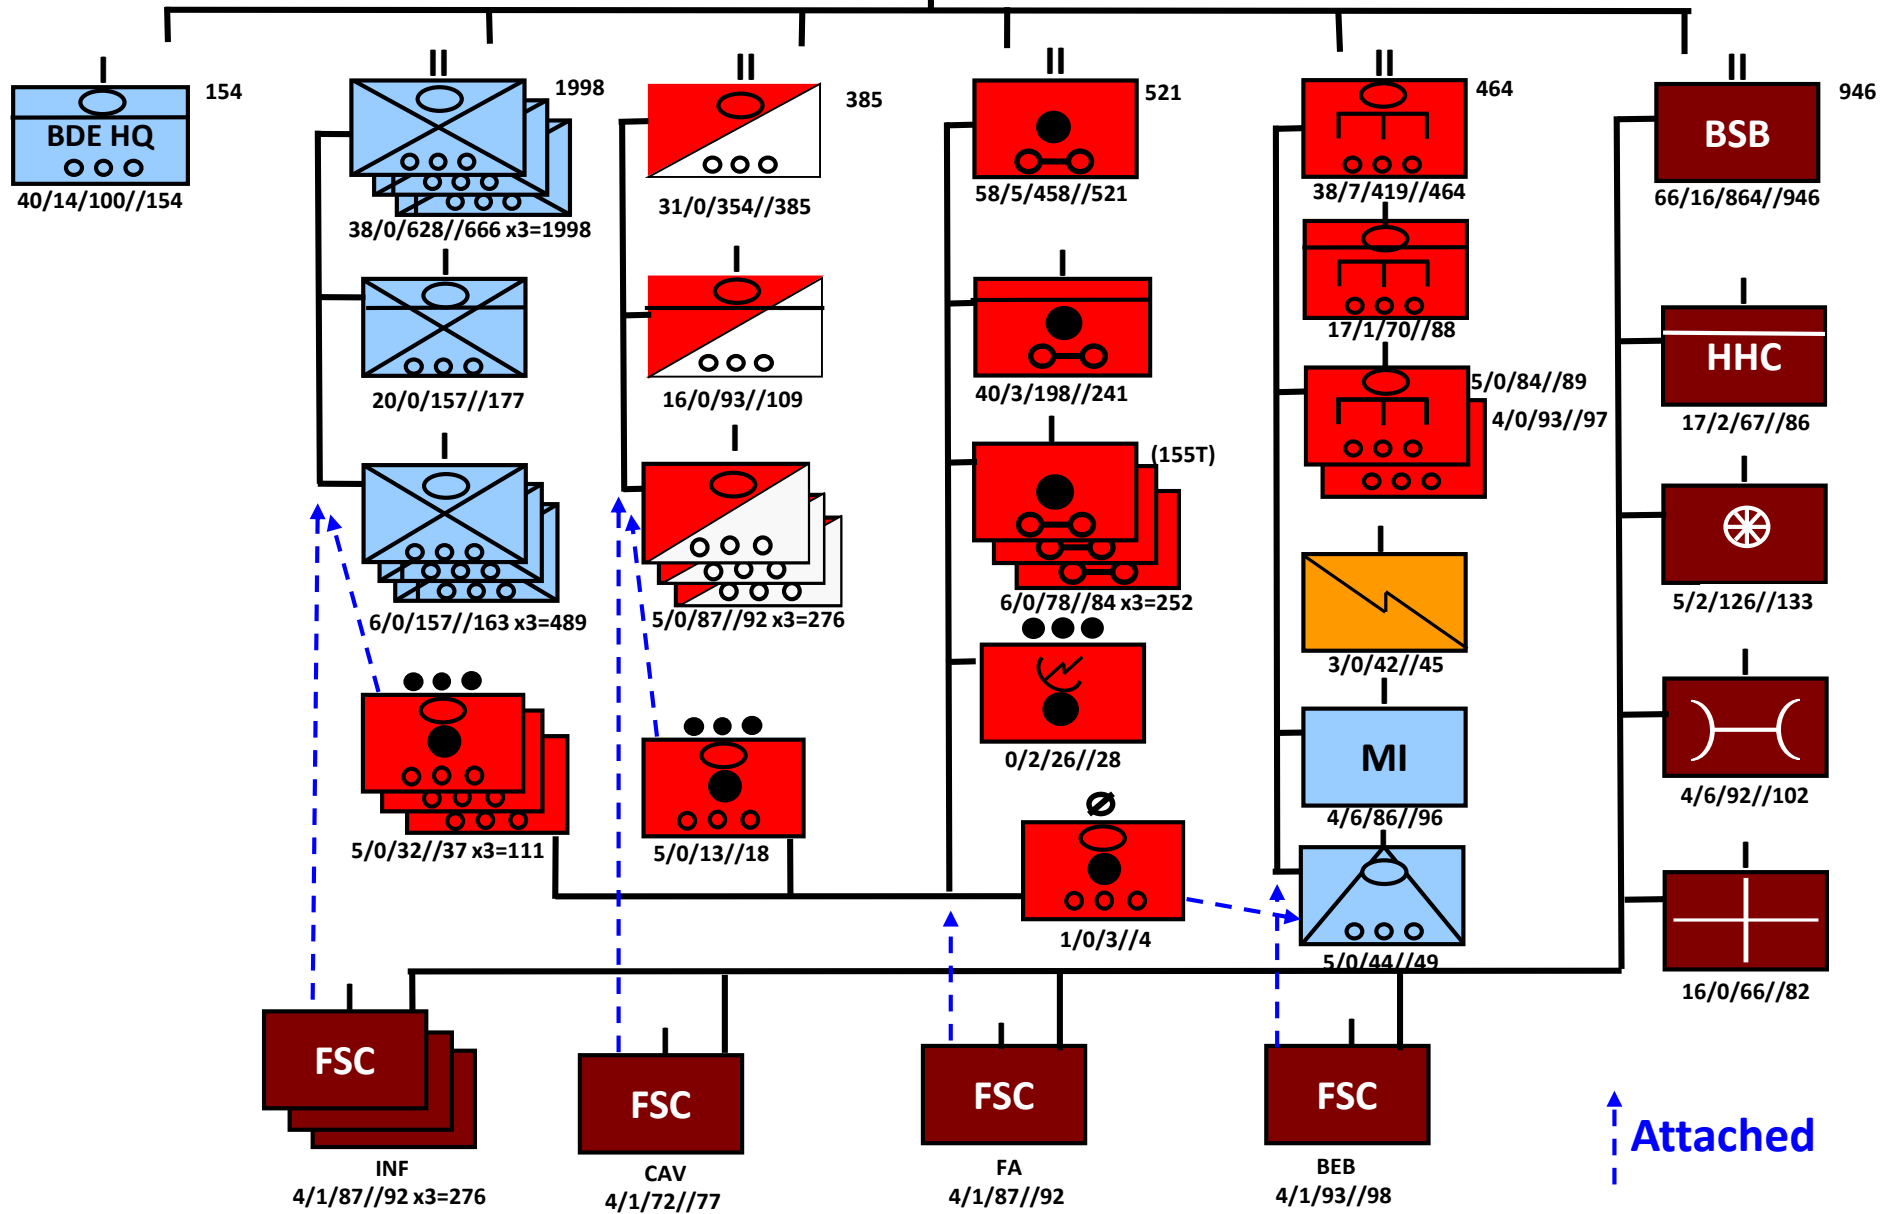 154
BDE HQ
40/14/100//154
1998
38/0/628//666 x3=1998
20/0/157//177
6/0/157//163 x3=489
5/0/32//37 x3=111
385
31/0/354//385
16/0/93//109
5/0/87//92 x3=276
5/0/13//18
521
58/5/458//521
40/3/198//241
(155T)
6/0/78//84 x3=252
0/2/26//28
1/0/3//4
464
38/7/419//464
17/1/70//88
5/0/84//89
4/0/93//97
3/0/42//45
MI
4/6/86//96
5/0/44//49
946
BSB
66/16/864//946
HHC
17/2/67//86
5/2/126//133
4/6/92//102
16/0/66//82
FSC
INF
4/1/87//92 x3=276
FSC
CAV
4/1/72//77
FSC
FA
4/1/87//92
FSC
BEB
4/1/93//98
Attached